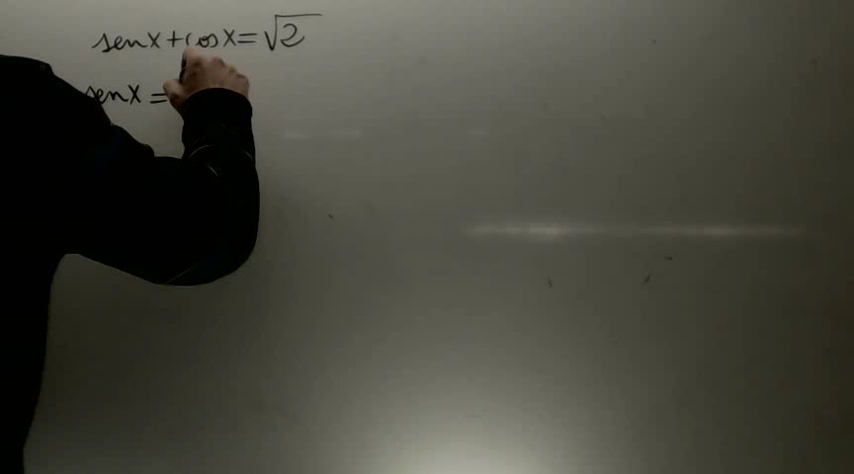 senx + cosx = √2
senx =